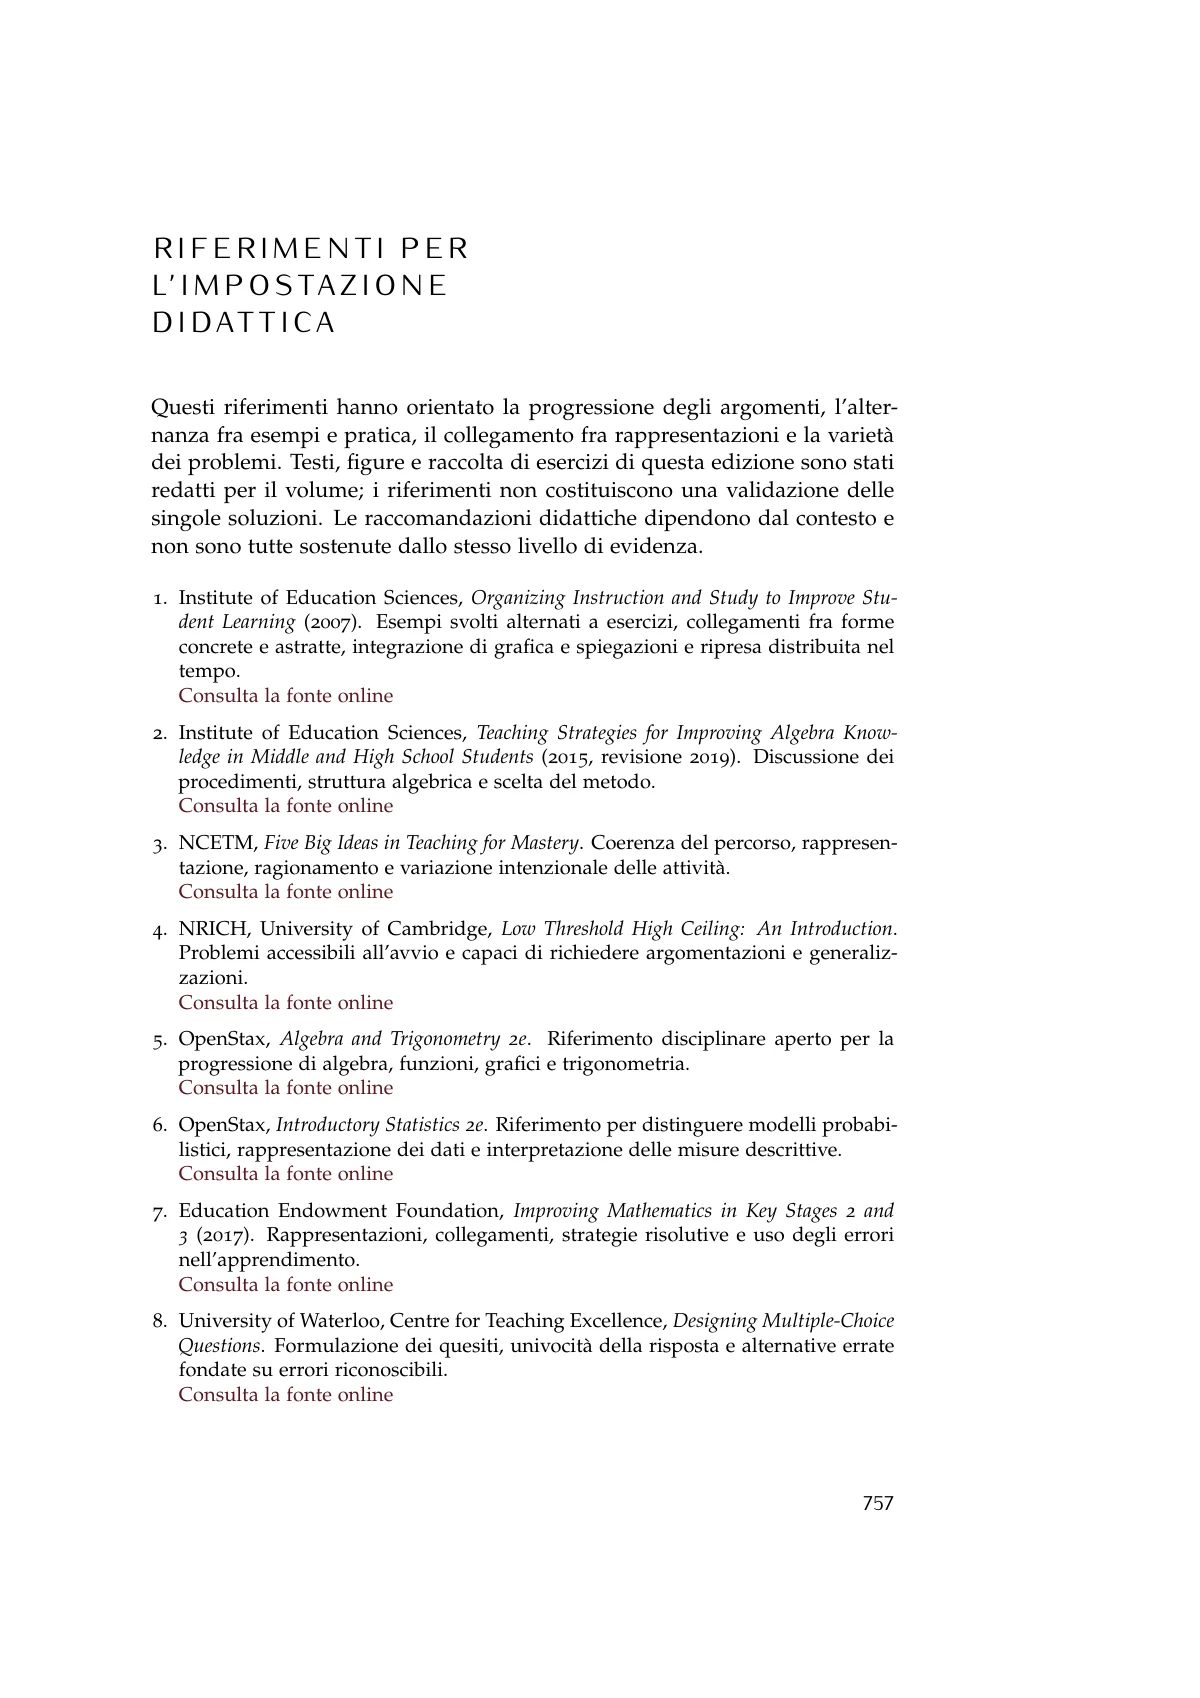 RIFERIMENTI PER
L'IMPOSTAZIONE
DIDATTICA
Questi riferimenti hanno orientato la progressione degli argomenti, l'alter-
nanza fra esempi e pratica, il collegamento fra rappresentazioni e la varietà
dei problemi. Testi, figure e raccolta di esercizi di questa edizione sono stati
redatti per il volume; i riferimenti non costituiscono una validazione delle
singole soluzioni. Le raccomandazioni didattiche dipendono dal contesto e
non sono tutte sostenute dallo stesso livello di evidenza.
1. Institute of Education Sciences, Organizing Instruction and Study to Improve Stu-
dent Learning (2007). Esempi svolti alternati a esercizi, collegamenti fra forme
concrete e astratte, integrazione di grafica e spiegazioni e ripresa distribuita nel
tempo.
Consulta la fonte online
2. Institute of Education Sciences, Teaching Strategies for Improving Algebra Know-
ledge in Middle and High School Students (2015, revisione 2019). Discussione dei
procedimenti, struttura algebrica e scelta del metodo.
Consulta la fonte online
3. NCETM, Five Big Ideas in Teaching for Mastery. Coerenza del percorso, rappresen-
tazione, ragionamento e variazione intenzionale delle attività.
Consulta la fonte online
4. NRICH, University of Cambridge, Low Threshold High Ceiling: An Introduction.
Problemi accessibili all'avvio e capaci di richiedere argomentazioni e generaliz-
zazioni.
Consulta la fonte online
5. OpenStax, Algebra and Trigonometry 2e. Riferimento disciplinare aperto per la
progressione di algebra, funzioni, grafici e trigonometria.
Consulta la fonte online
6. OpenStax, Introductory Statistics 2e. Riferimento per distinguere modelli probabi-
listici, rappresentazione dei dati e interpretazione delle misure descrittive.
Consulta la fonte online
7. Education Endowment Foundation, Improving Mathematics in Key Stages 2 and
3 (2017). Rappresentazioni, collegamenti, strategie risolutive e uso degli errori
nell'apprendimento.
Consulta la fonte online
8. University of Waterloo, Centre for Teaching Excellence, Designing Multiple-Choice
Questions. Formulazione dei quesiti, univocità della risposta e alternative errate
fondate su errori riconoscibili.
Consulta la fonte online
757